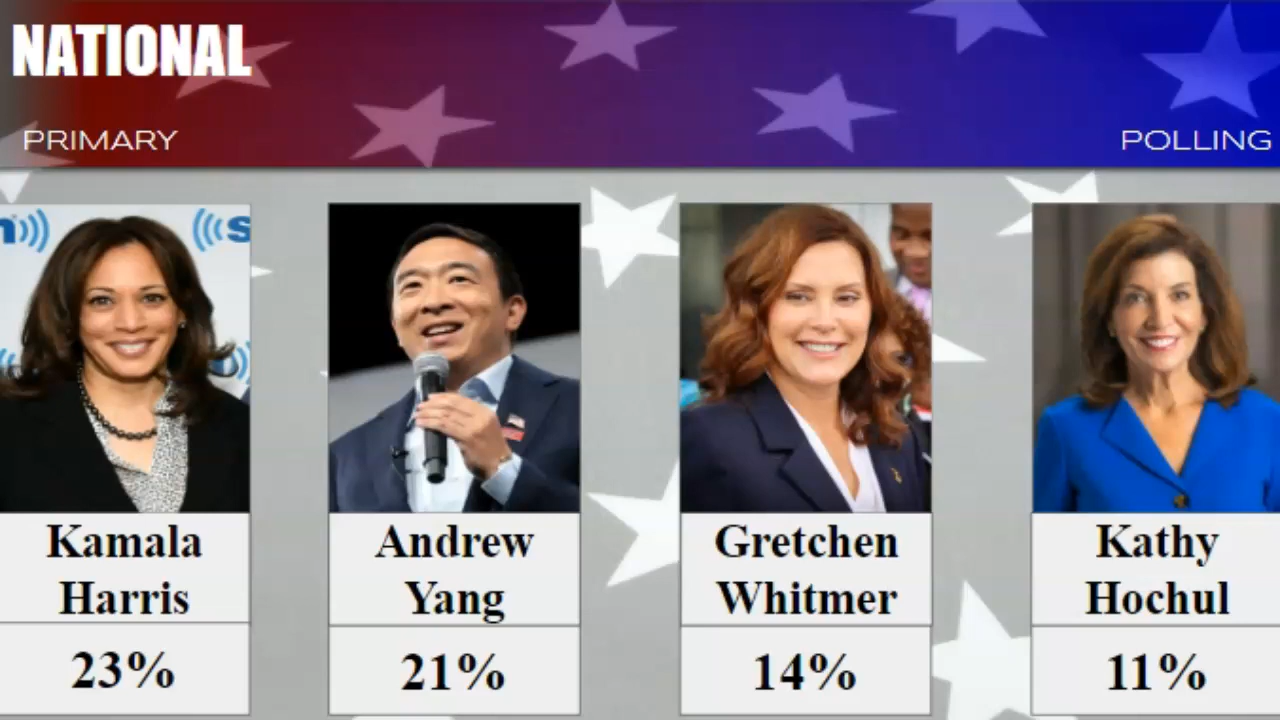 NATIONAL
PRIMARY
POLLING
Kamala
Harris
23%
Andrew
Yang
21%
Gretchen
Whitmer
14%
Kathy
Hochul
11%